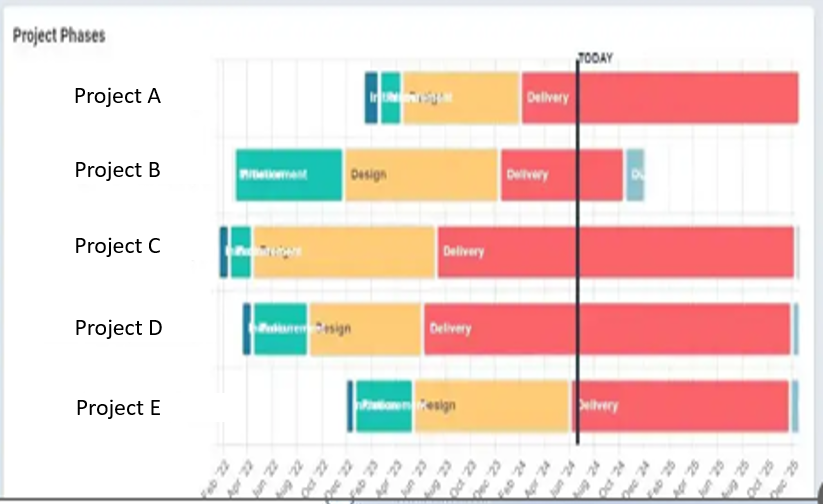 Project Phases
TODAY
Project A
Delivery
Project B
Design
Delivery
Project C
Delivery
Project D
Design
Delivery
Project E
Design
Delivery
Feb '22
Apr '22
Jun '22
Aug '22
Oct '22
Dec '22
Feb '23
Apr '23
Jun '23
Aug '23
Oct '23
Dec '23
Feb '24
Apr '24
Jun '24
Aug '24
Oct '24
Dec '24
Feb '25
Apr '25
Jun '25
Aug '25
Oct '25
Dec '25